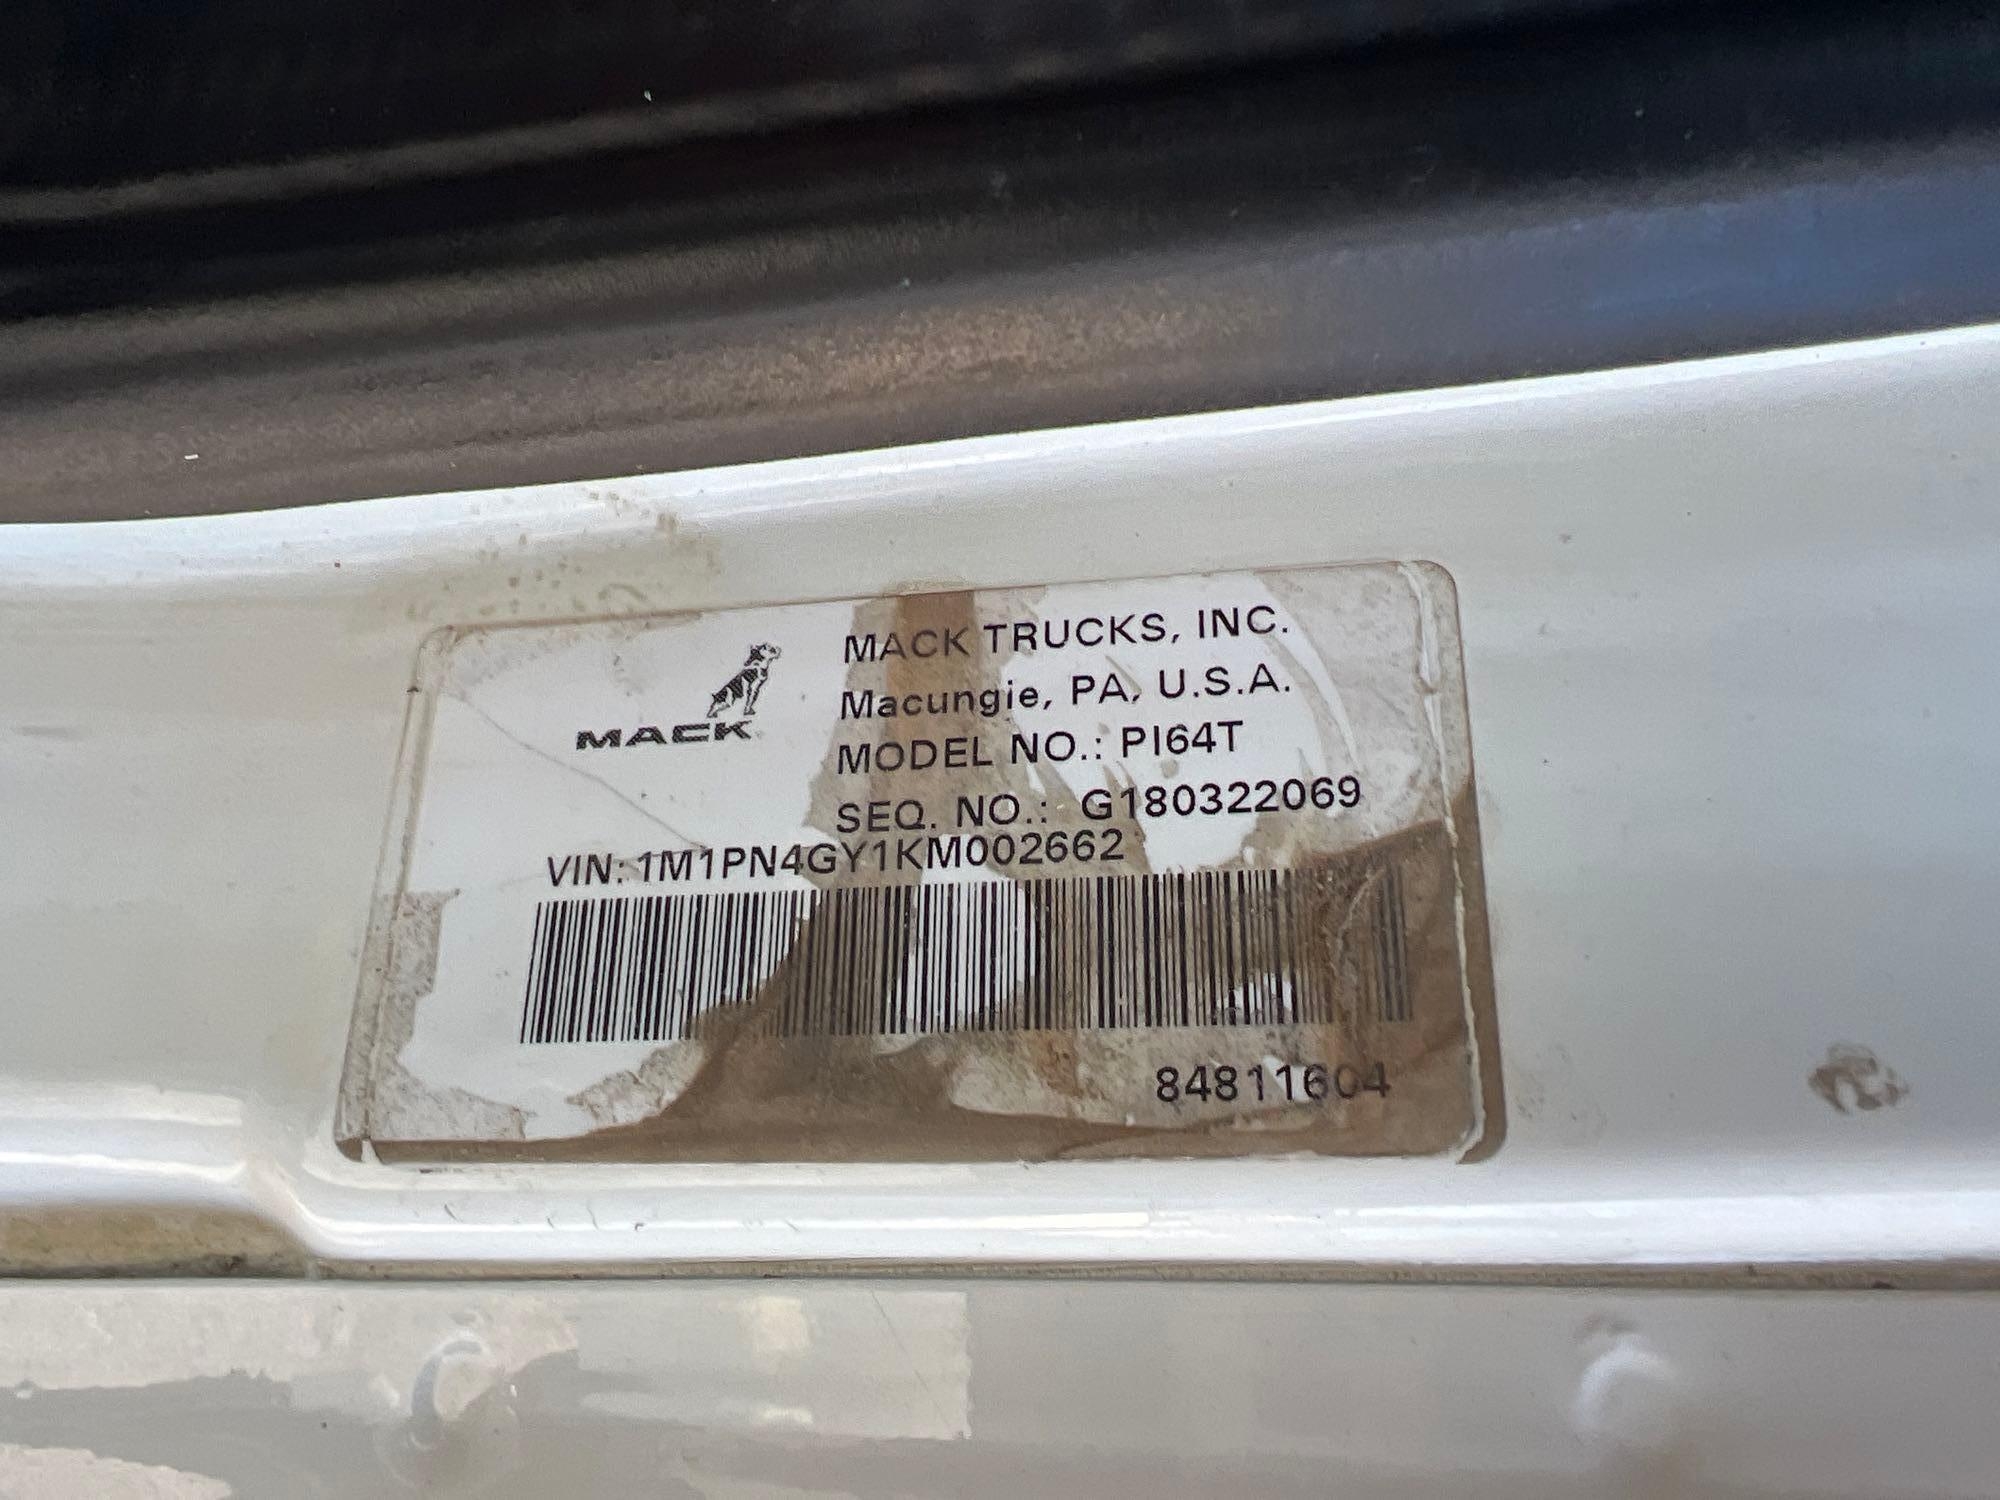 MACK
MACK TRUCKS, INC.
Macungie, PA, U.S.A.
MODEL NO.: PI64T
SEQ. NO.: G180322069
VIN: 1M1PN4GY1KM002662
84811604